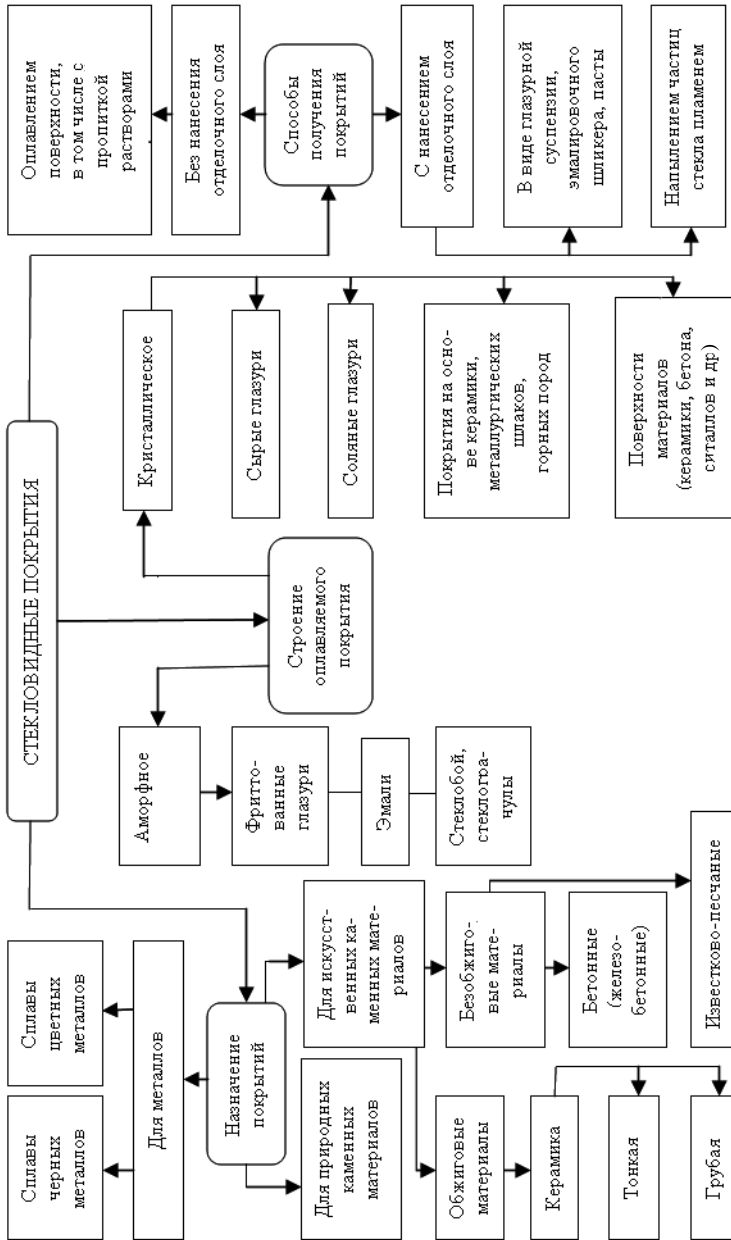 СТЕКЛОВИДНЫЕ ПОКРЫТИЯ
Назначение
покрытий
Для металлов
Сплавы
черных
металлов
Сплавы
цветных
металлов
Для природных
каменных
материалов
Для искусст-
венных ка-
менных мате-
риалов
Обжиговые
материалы
Керамика
Тонкая
Грубая
Безобжиго-
вые мате-
риалы
Бетонные
(железо-
бетонные)
Известково-песчаные
Строение
оплавляемого
покрытия
Аморфное
Фритто-
ванные
глазури
Эмали
Стеклобой,
стеклогра-
нулы
Кристаллическое
Сырые глазури
Соляные глазури
Покрытия на осно-
ве керамики,
металлургических
шлаков,
горных пород
Поверхности
материалов
(керамики, бетона,
ситаллов и др)
Способы
получения
покрытий
Без нанесения
отделочного слоя
Оплавлением
поверхности,
в том числе с
пропиткой
растворами
С нанесением
отделочного слоя
В виде глазурной
суспензии,
эмалировочного
шликера, пасты
Напылением частиц
стекла пламенем